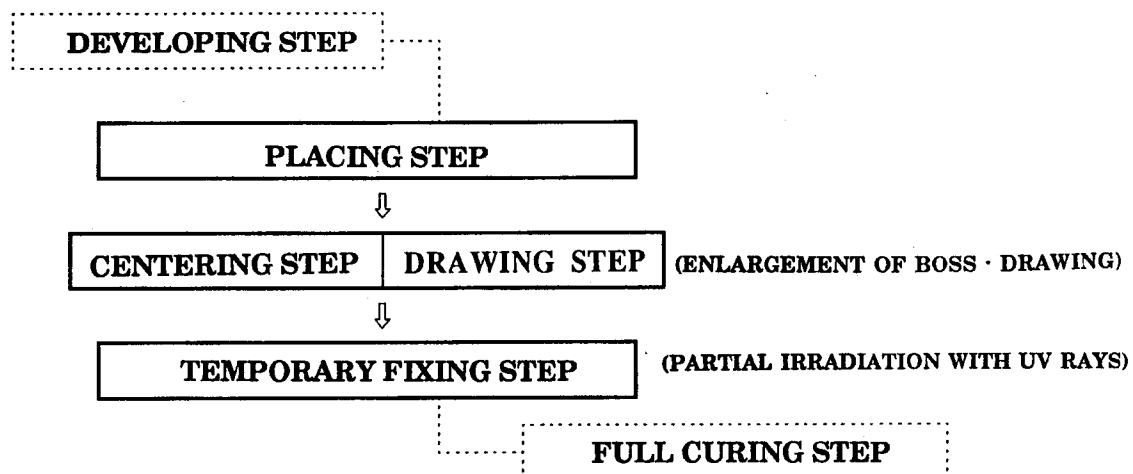 DEVELOPING STEP
PLACING STEP
CENTERING STEP DRAWING STEP (ENLARGEMENT OF BOSS · DRAWING)
TEMPORARY FIXING STEP (PARTIAL IRRADIATION WITH UV RAYS)
FULL CURING STEP